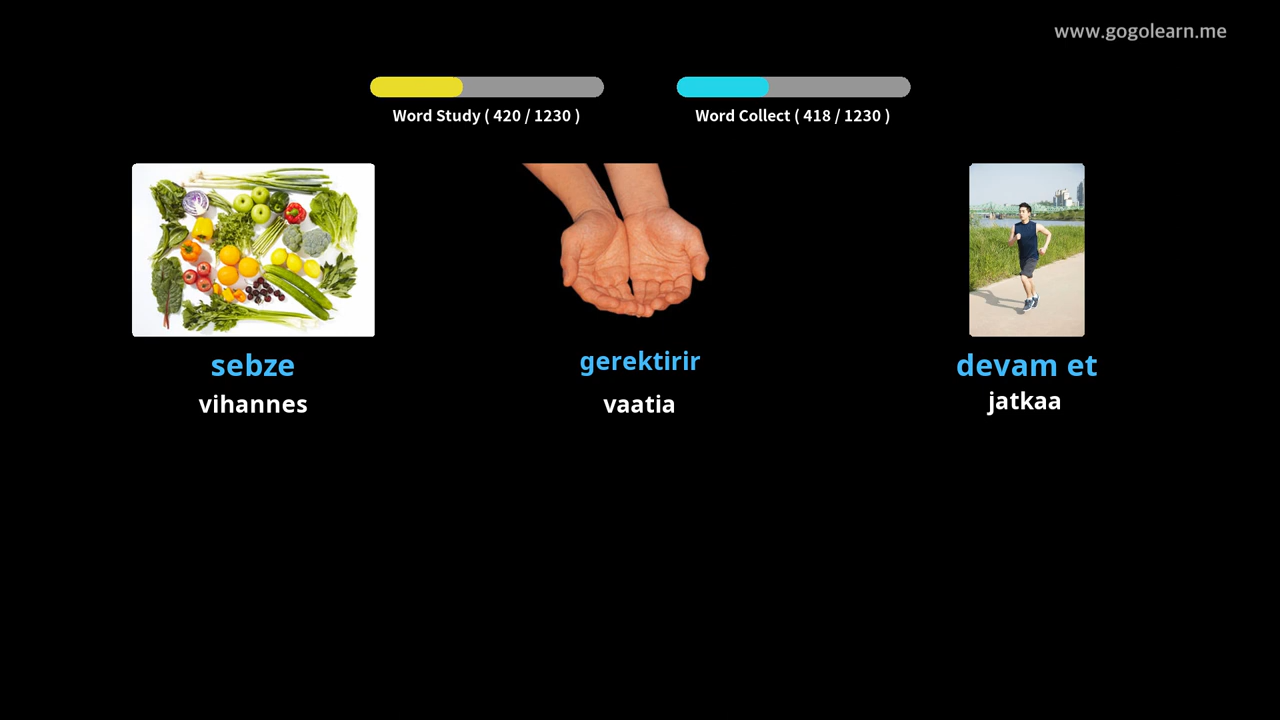 www.gogolearn.me
Word Study ( 420 / 1230 )
Word Collect ( 418 / 1230 )
sebze
vihannes
gerektirir
vaatia
devam et
jatkaa